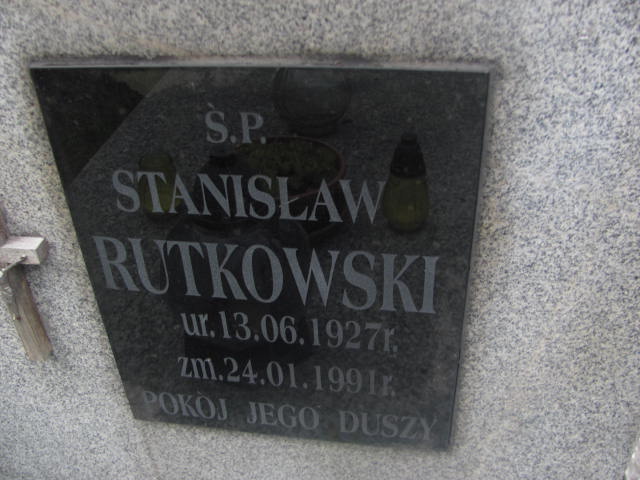 Ś.P.
STANISŁAW
RUTKOWSKI
ur.13.06.1927r.
zm.24.01.1991r.
POKÓJ JEGO DUSZY